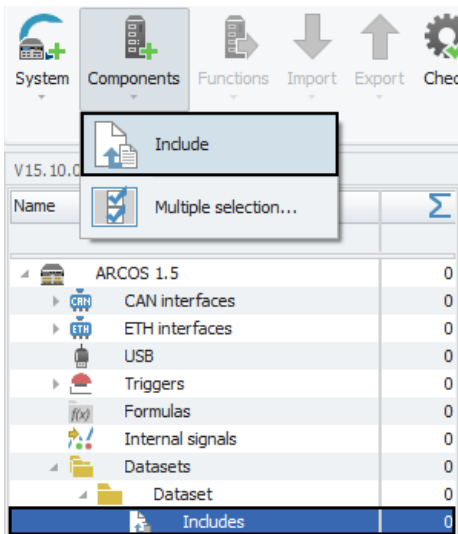 System Components Functions Import Export Chec
Include
V15.10.0
Multiple selection...
Name Σ
ARCOS 1.5 0
CAN CAN interfaces 0
ETH ETH interfaces 0
USB 0
Triggers 0
f(x) Formulas 0
Internal signals 0
Datasets 0
Dataset 0
Includes 0